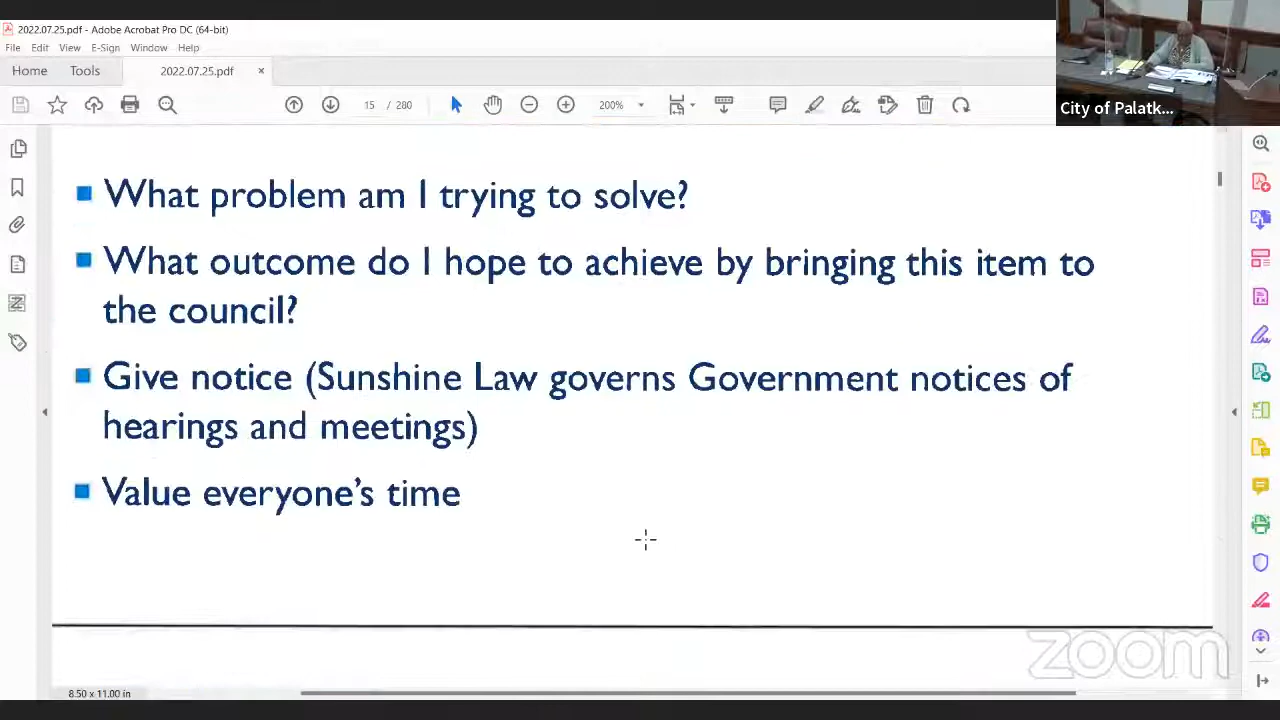 2022.07.25.pdf - Adobe Acrobat Pro DC (64-bit)
File Edit View E-Sign Window Help
Home Tools 2022.07.25.pdf ×
15 / 280 200%
City of Palatk...
What problem am I trying to solve?
What outcome do I hope to achieve by bringing this item to
the council?
Give notice (Sunshine Law governs Government notices of
hearings and meetings)
Value everyone's time
zoom
8.50 x 11.00 in